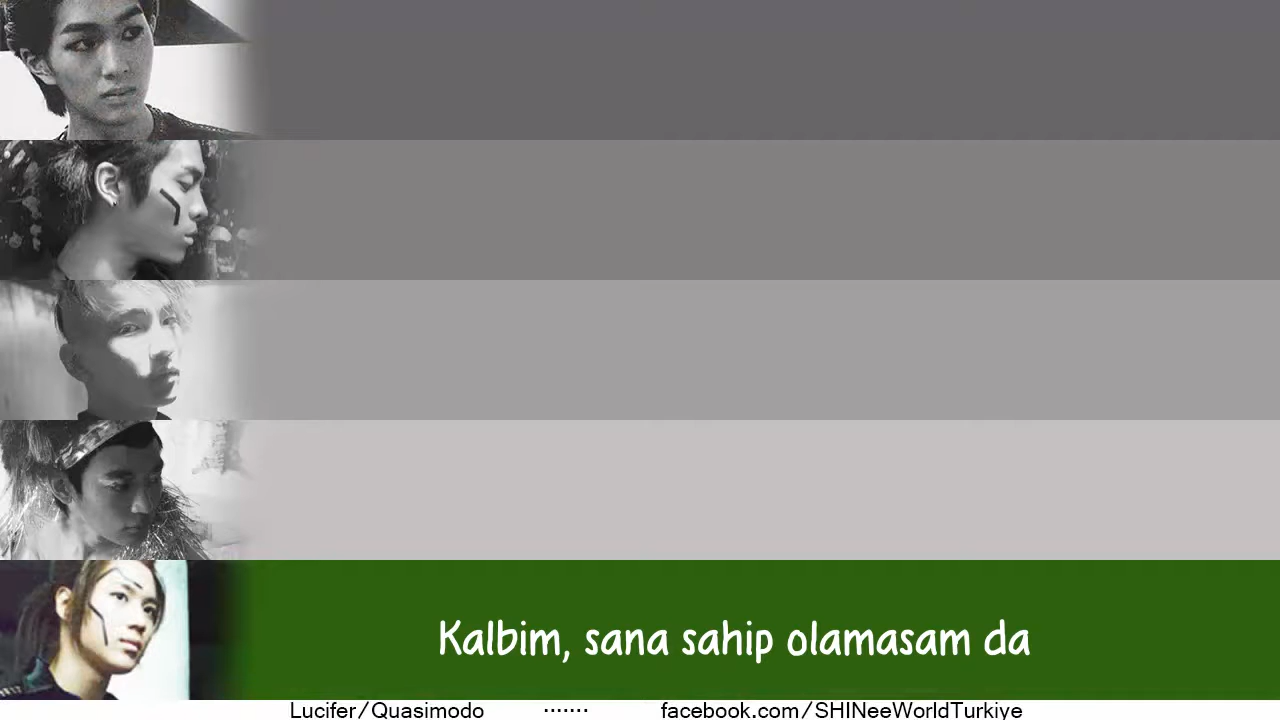 Kalbim, sana sahip olamasam da
Lucifer/Quasimodo ······· facebook.com/SHINeeWorldTurkiye